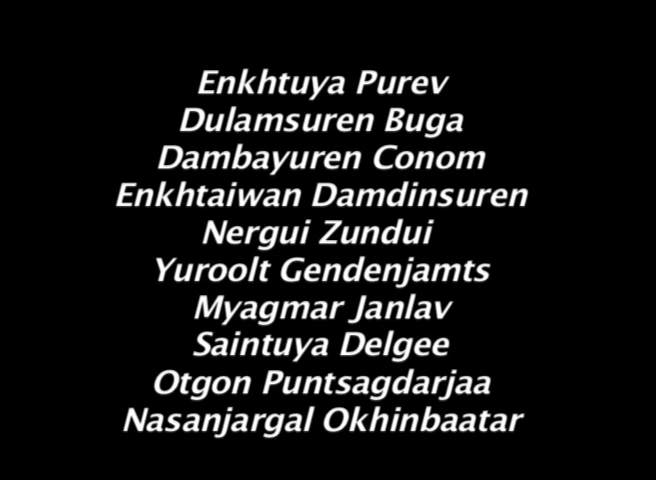 Enkhtuya Purev
Dulamsuren Buga
Dambayuren Conom
Enkhtaiwan Damdinsuren
Nergui Zundui
Yuroolt Gendenjamts
Myagmar Janlav
Saintuya Delgee
Otgon Puntsagdarjaa
Nasanjargal Okhinbaatar